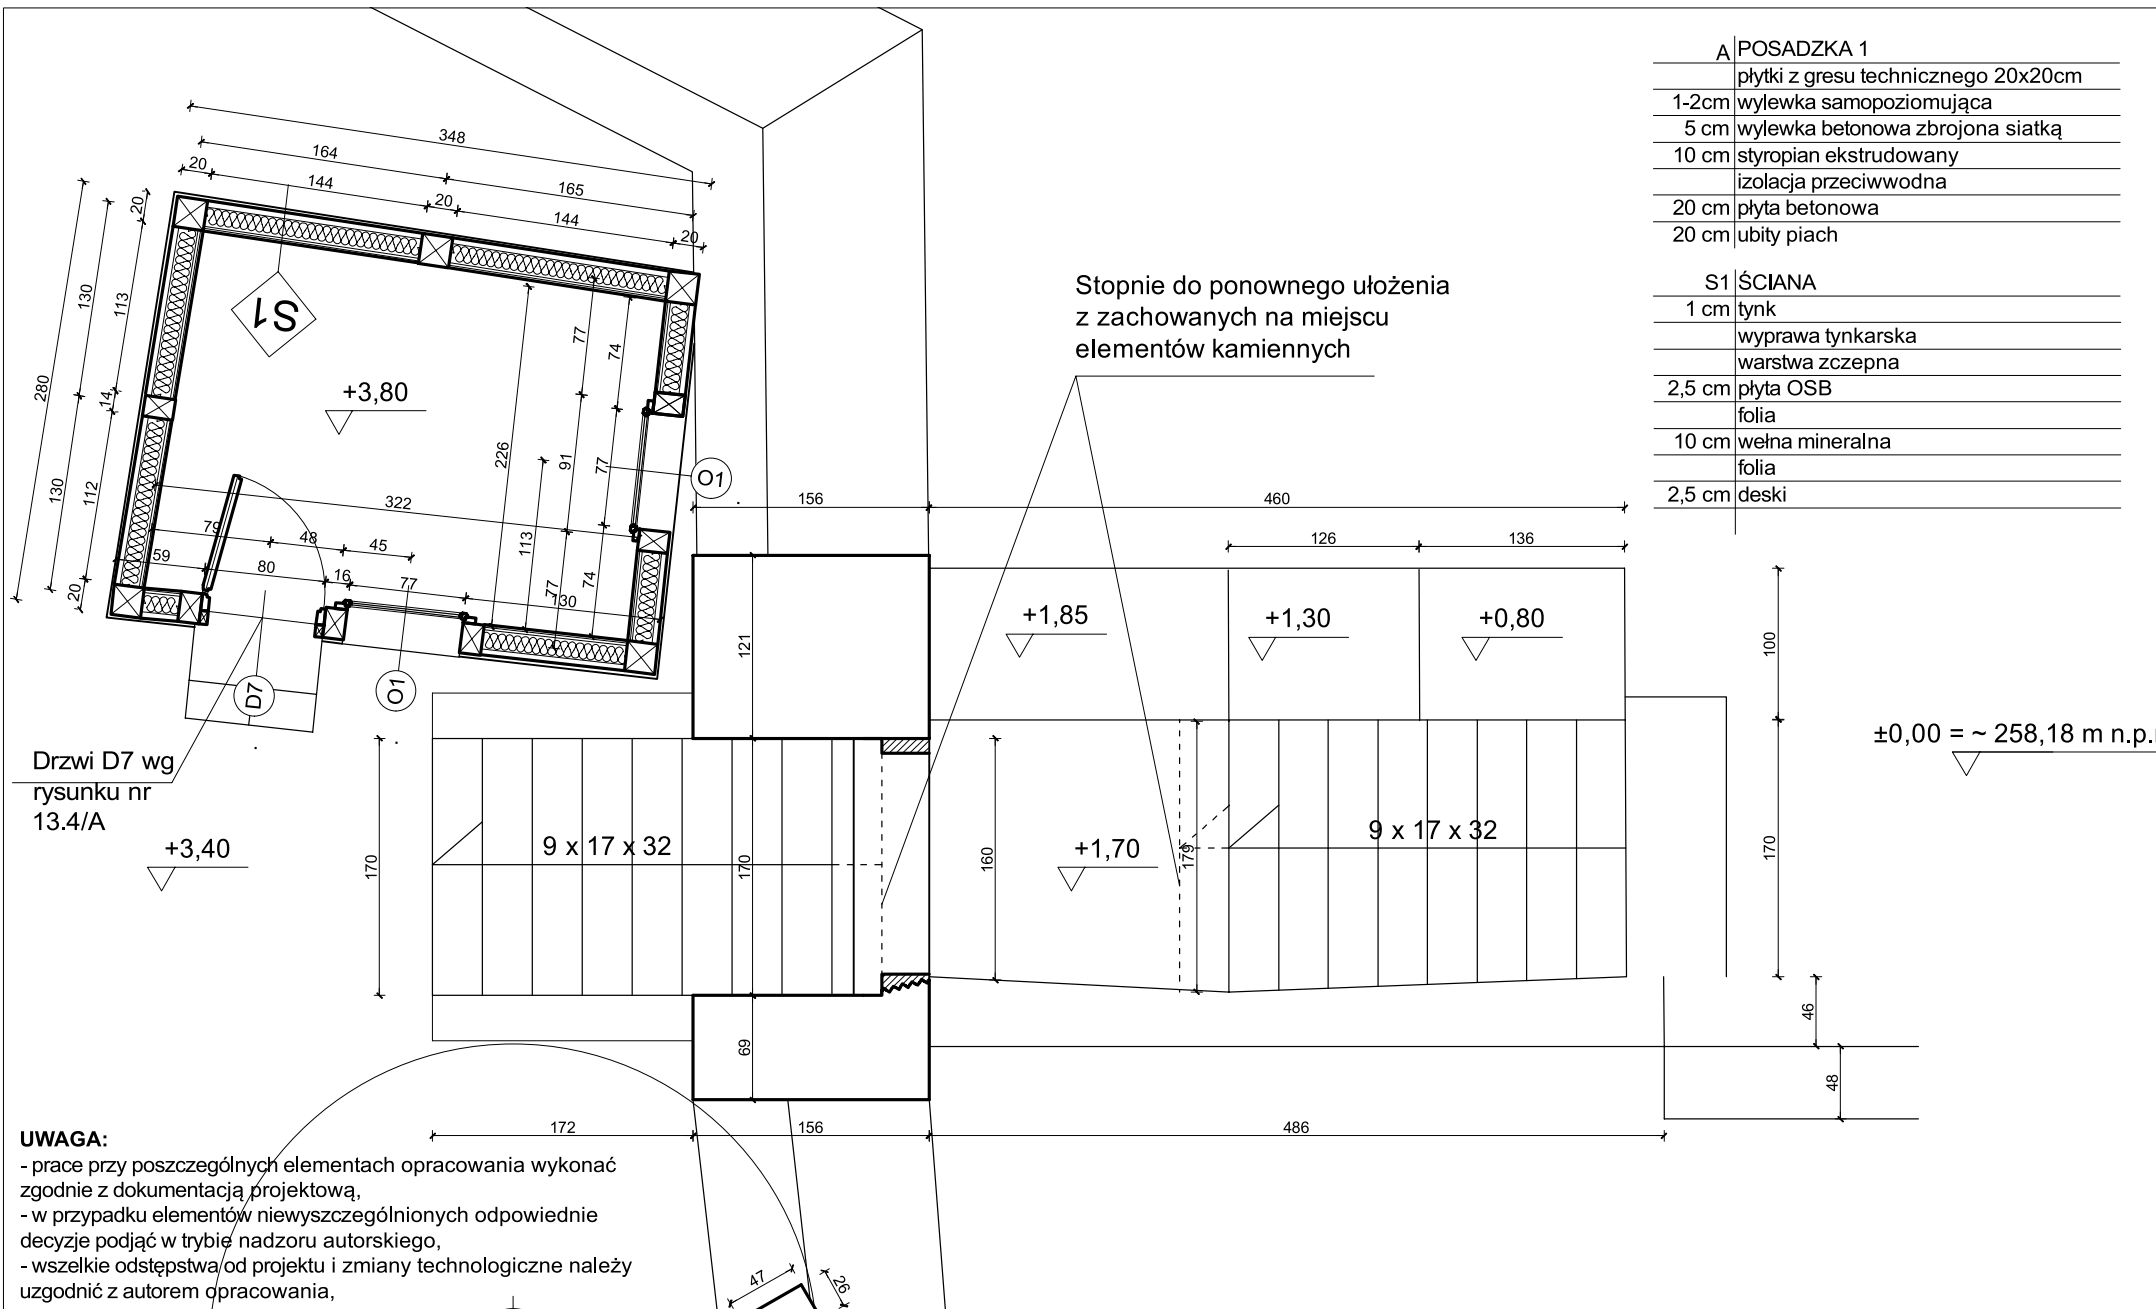 348
164
165
20
144
20
144
20
280
130
113
20
14
130
112
20
S1
+3,80
77
74
226
91
77
113
77
74
322
79
48
45
59
80
16
77
130
O1
O1
D7
Drzwi D7 wg
rysunku nr
13.4/A
+3,40
Stopnie do ponownego ułożenia
z zachowanych na miejscu
elementów kamiennych
156
460
126
136
121
+1,85
+1,30
+0,80
100
170
9 x 17 x 32
170
160
+1,70
179
9 x 17 x 32
170
69
46
48
172
156
486
47
26
A POSADZKA 1
płytki z gresu technicznego 20x20cm
1-2cm wylewka samopoziomująca
5 cm wylewka betonowa zbrojona siatką
10 cm styropian ekstrudowany
izolacja przeciwwodna
20 cm płyta betonowa
20 cm ubity piach
S1 ŚCIANA
1 cm tynk
wyprawa tynkarska
warstwa zczepna
2,5 cm płyta OSB
folia
10 cm wełna mineralna
folia
2,5 cm deski
±0,00 = ~ 258,18 m n.p.
UWAGA:
- prace przy poszczególnych elementach opracowania wykonać
zgodnie z dokumentacją projektową,
- w przypadku elementów niewyszczególnionych odpowiednie
decyzje podjąć w trybie nadzoru autorskiego,
- wszelkie odstępstwa od projektu i zmiany technologiczne należy
uzgodnić z autorem opracowania,